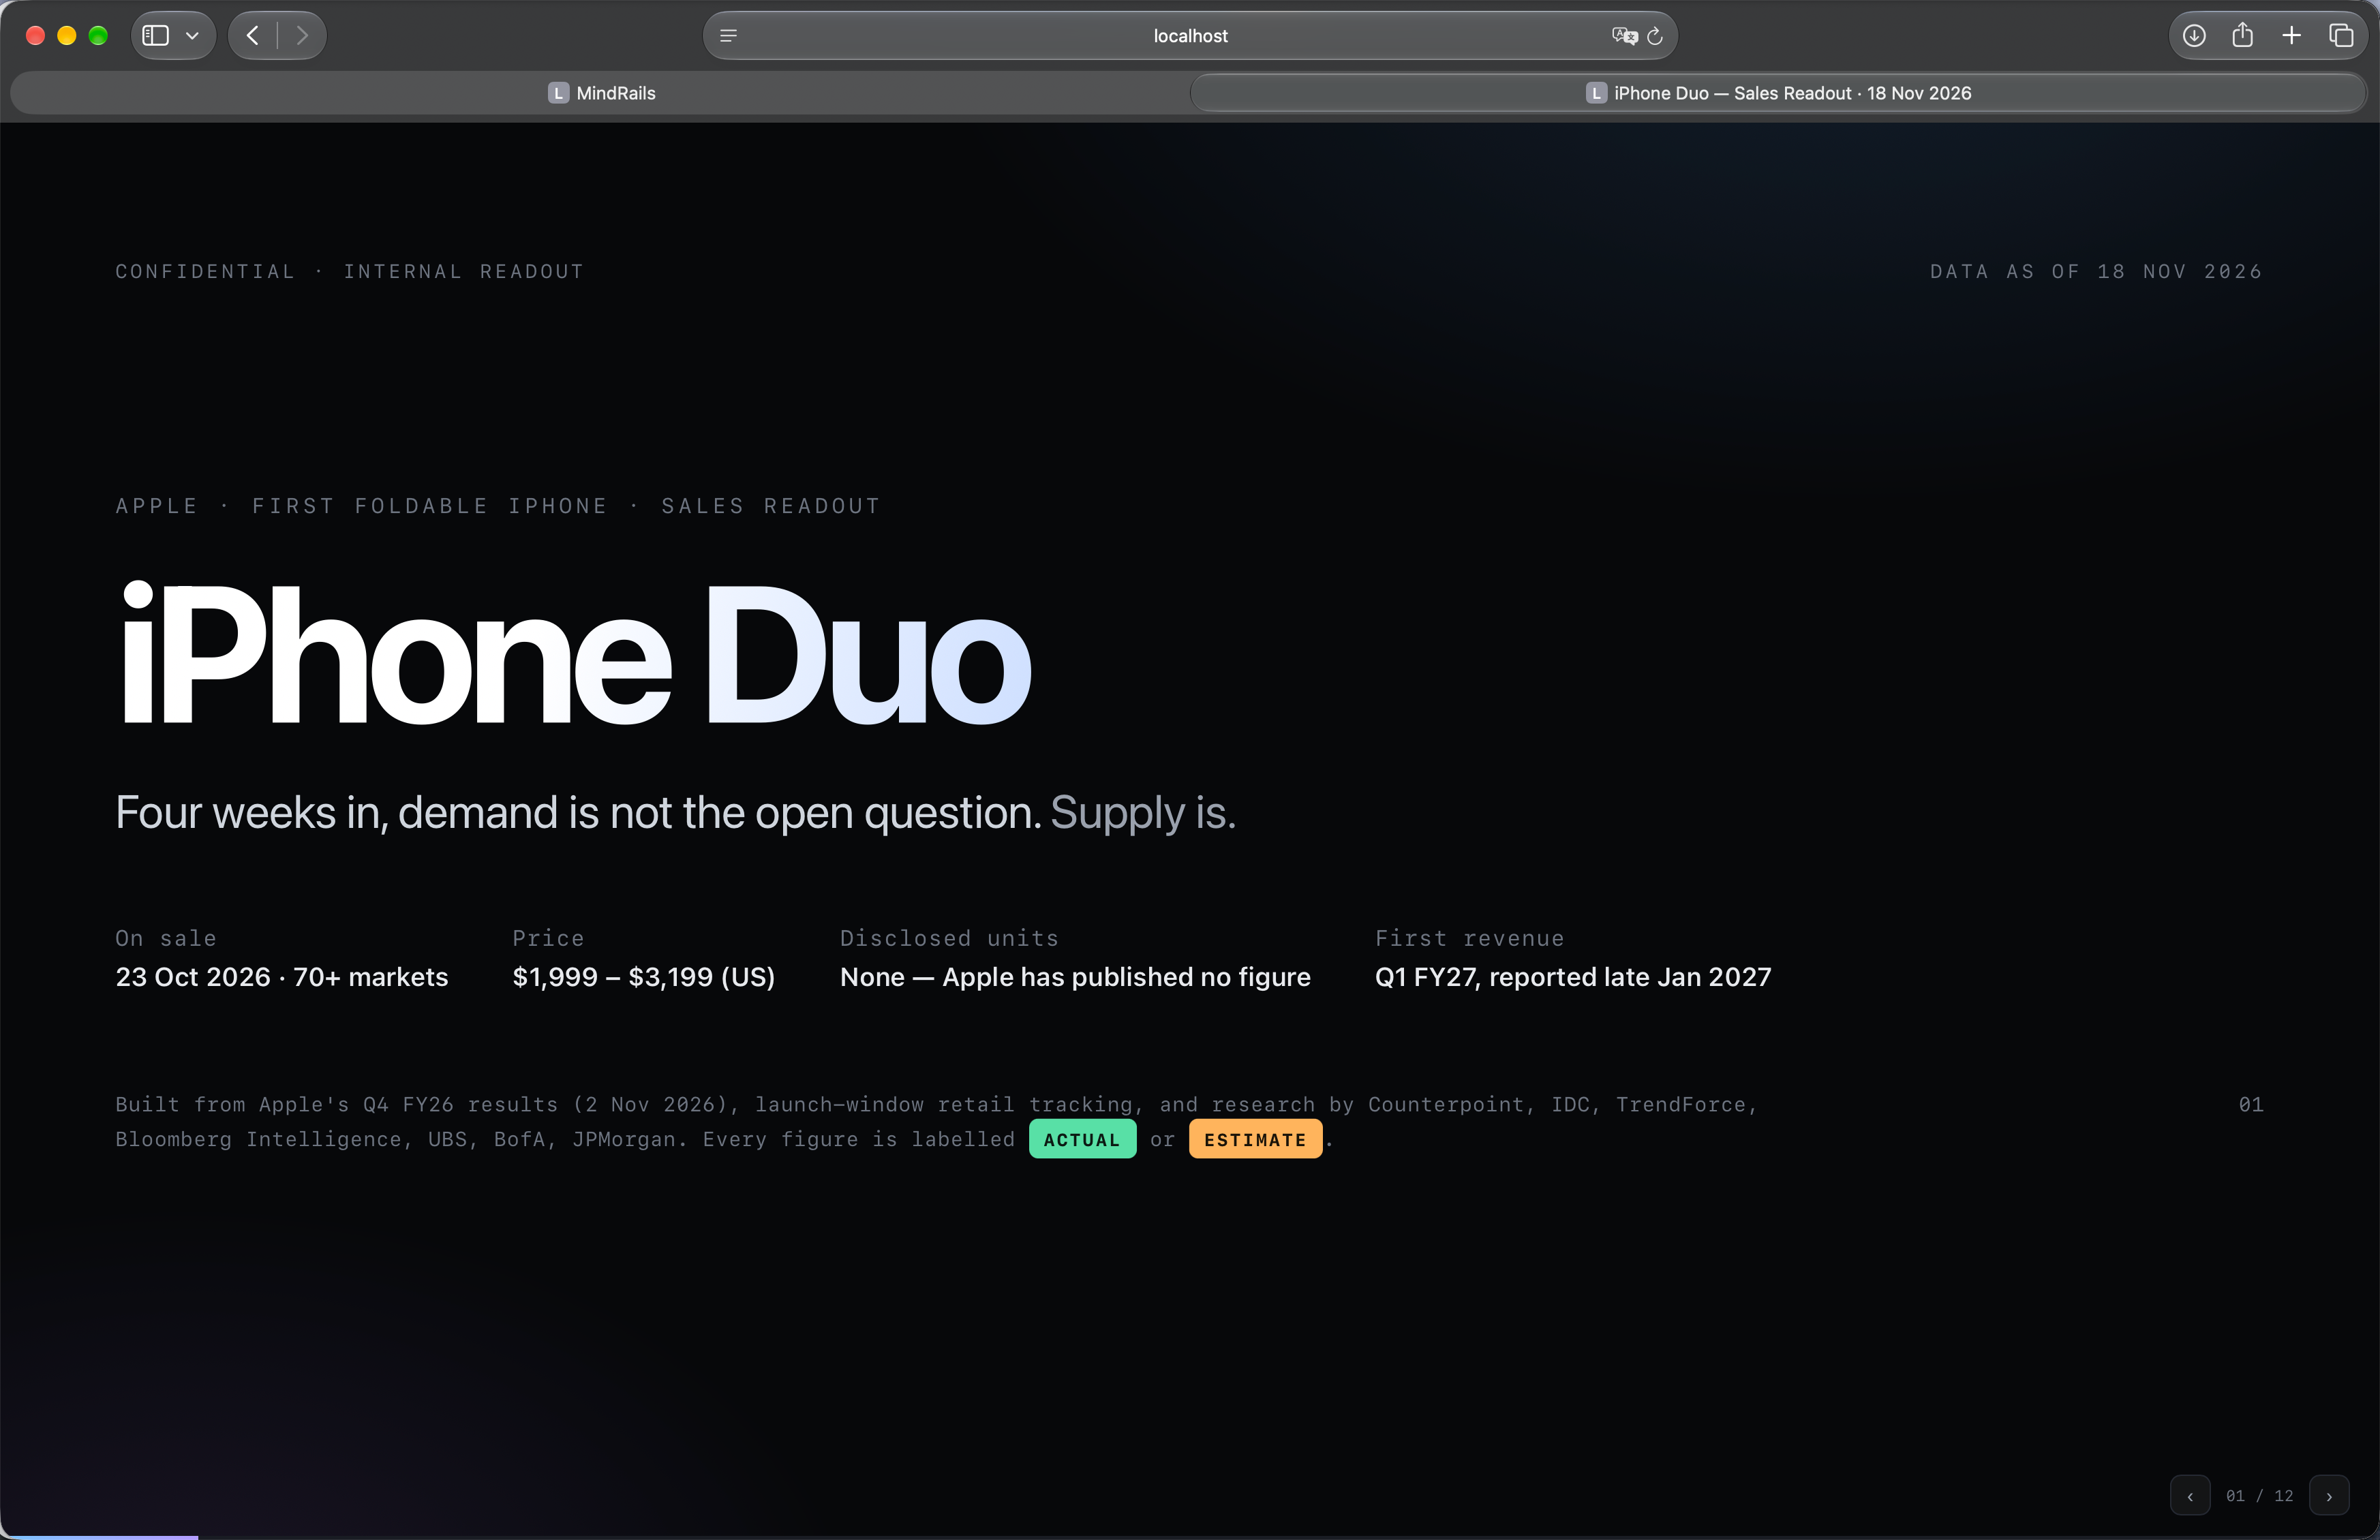 localhost
L MindRails
L iPhone Duo — Sales Readout · 18 Nov 2026
CONFIDENTIAL · INTERNAL READOUT
DATA AS OF 18 NOV 2026
APPLE · FIRST FOLDABLE IPHONE · SALES READOUT
iPhone Duo
Four weeks in, demand is not the open question. Supply is.
On sale
23 Oct 2026 · 70+ markets
Price
$1,999 – $3,199 (US)
Disclosed units
None — Apple has published no figure
First revenue
Q1 FY27, reported late Jan 2027
Built from Apple's Q4 FY26 results (2 Nov 2026), launch-window retail tracking, and research by Counterpoint, IDC, TrendForce,
Bloomberg Intelligence, UBS, BofA, JPMorgan. Every figure is labelled ACTUAL or ESTIMATE.
01
‹ 01 / 12 ›